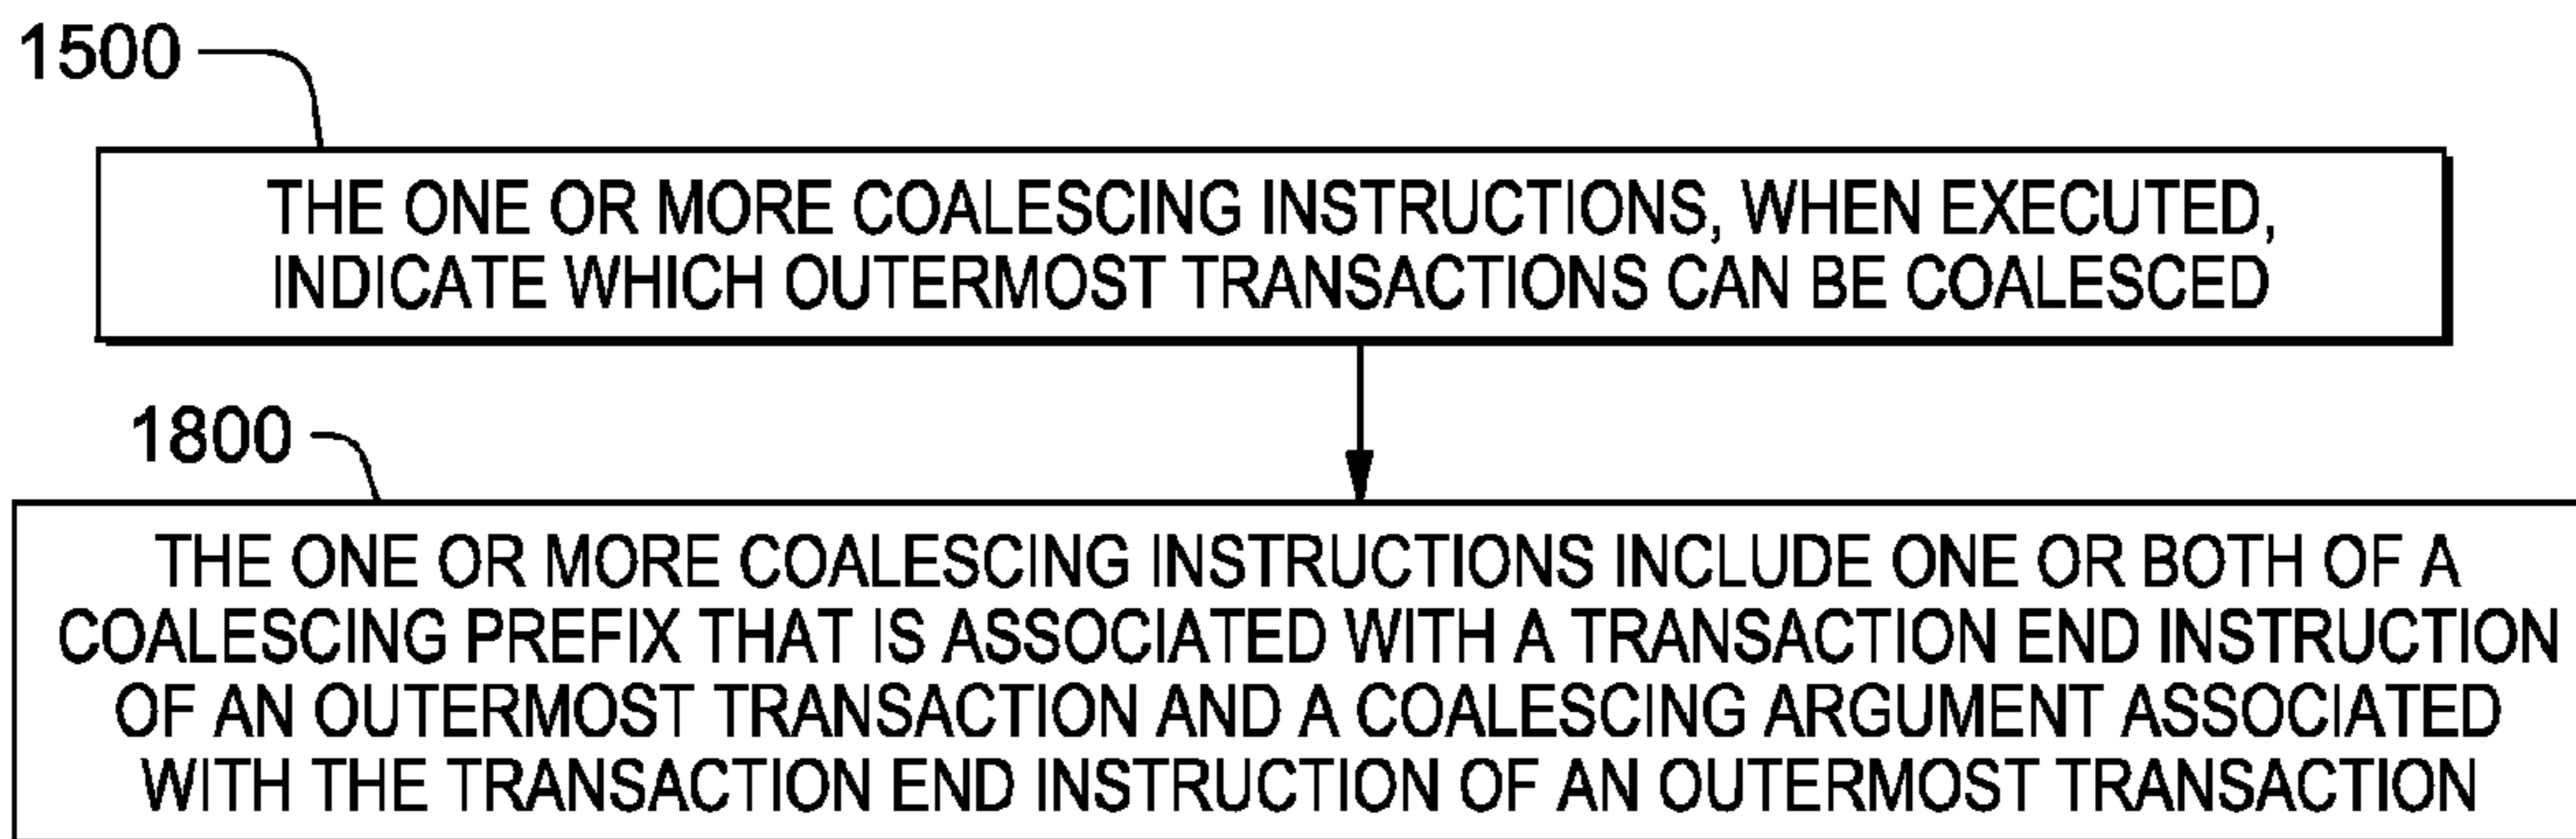 1500
THE ONE OR MORE COALESCING INSTRUCTIONS, WHEN EXECUTED,
INDICATE WHICH OUTERMOST TRANSACTIONS CAN BE COALESCED
1800
THE ONE OR MORE COALESCING INSTRUCTIONS INCLUDE ONE OR BOTH OF A
COALESCING PREFIX THAT IS ASSOCIATED WITH A TRANSACTION END INSTRUCTION
OF AN OUTERMOST TRANSACTION AND A COALESCING ARGUMENT ASSOCIATED
WITH THE TRANSACTION END INSTRUCTION OF AN OUTERMOST TRANSACTION